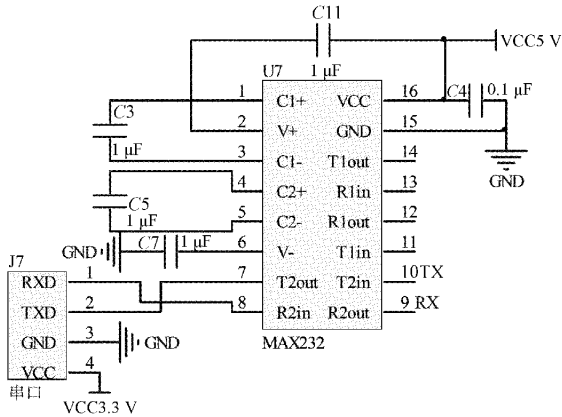 C11
1 μF
VCC5 V
U7
C3
1 μF
C5
1 μF
C7
1 μF
GND
C4
0.1 μF
GND
1 C1+ VCC 16
2 V+ GND 15
3 C1- T1out 14
4 C2+ R1in 13
5 C2- R1out 12
6 V- T1in 11
7 T2out T2in 10 TX
8 R2in R2out 9 RX
MAX232
J7
RXD 1
TXD 2
GND 3 GND
VCC 4
串口
VCC3.3 V